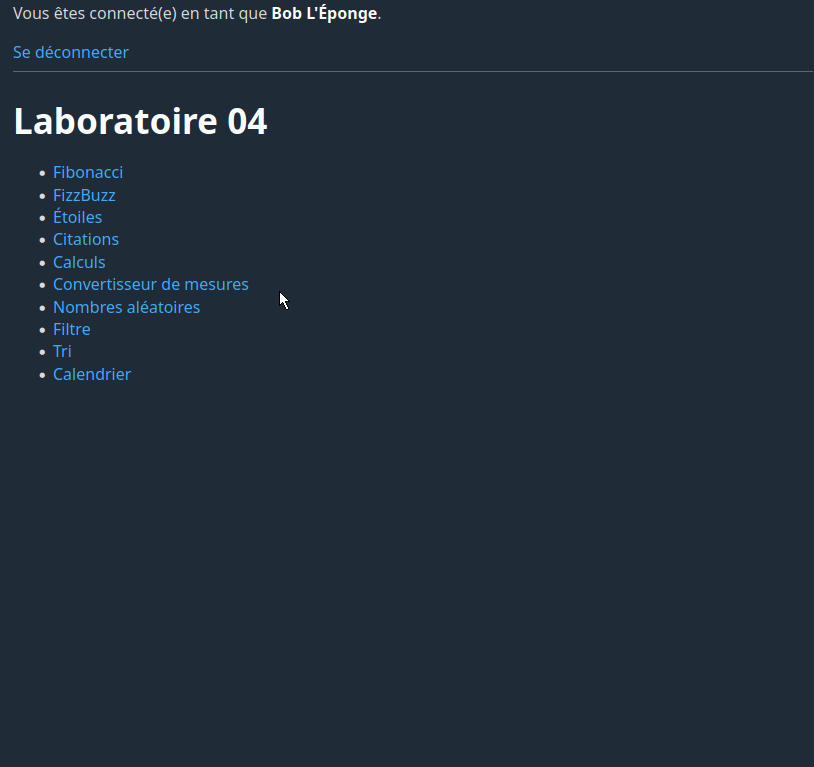 Vous êtes connecté(e) en tant que Bob L'Éponge.
Se déconnecter
Laboratoire 04
Fibonacci
FizzBuzz
Étoiles
Citations
Calculs
Convertisseur de mesures
Nombres aléatoires
Filtre
Tri
Calendrier